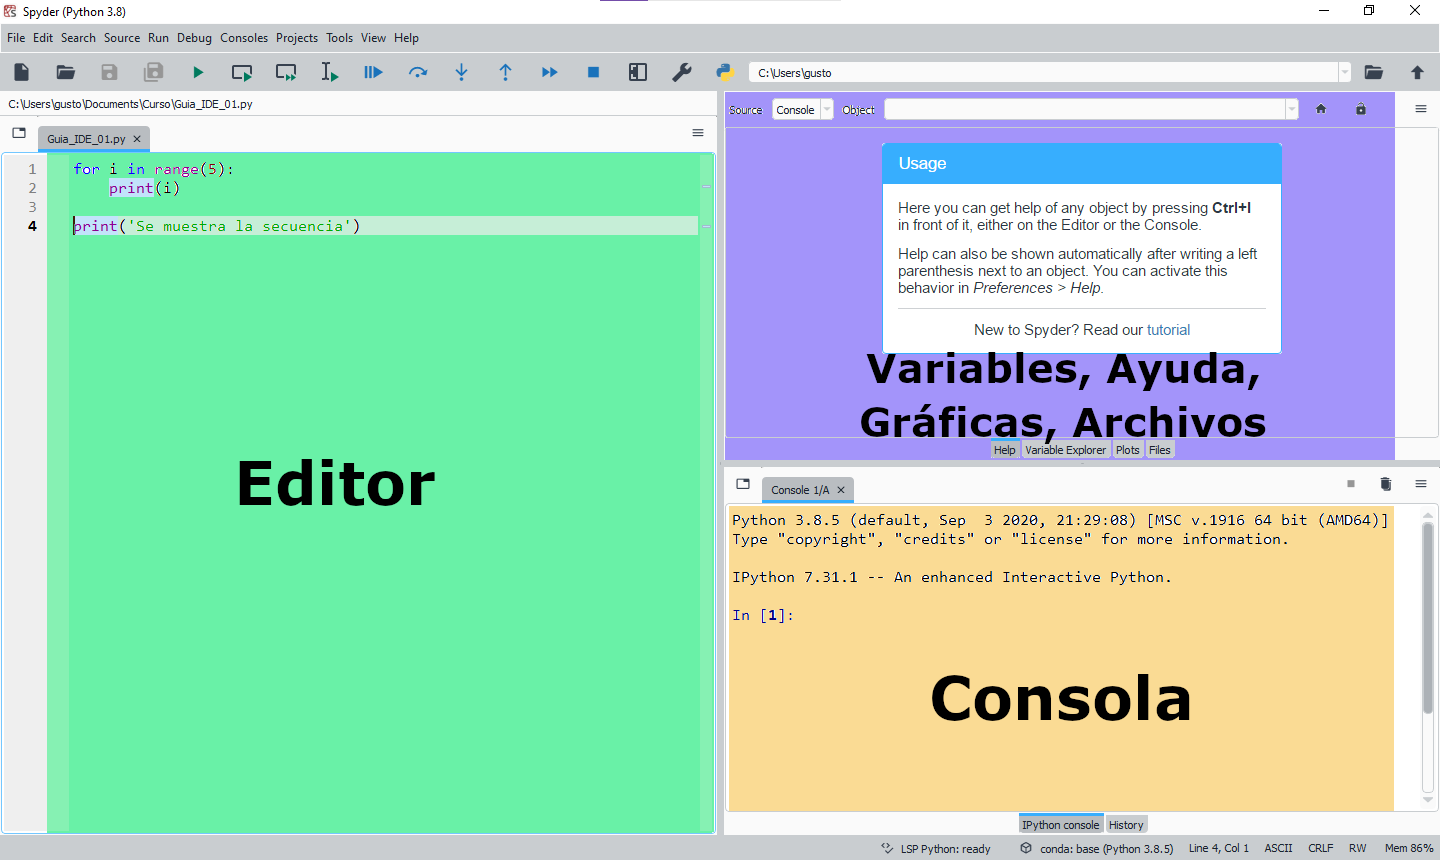 Spyder (Python 3.8)
File Edit Search Source Run Debug Consoles Projects Tools View Help
C:\Users\gusto
C:\Users\gusto\Documents\Curso\Guia_IDE_01.py
Guia_IDE_01.py
1 for i in range(5):
2     print(i)
3
4 print('Se muestra la secuencia')
Editor
Source Console Object
Usage
Here you can get help of any object by pressing Ctrl+I
in front of it, either on the Editor or the Console.
Help can also be shown automatically after writing a left
parenthesis next to an object. You can activate this
behavior in Preferences > Help.
New to Spyder? Read our tutorial
Variables, Ayuda,
Gráficas, Archivos
Help Variable Explorer Plots Files
Console 1/A
Python 3.8.5 (default, Sep  3 2020, 21:29:08) [MSC v.1916 64 bit (AMD64)]
Type "copyright", "credits" or "license" for more information.
IPython 7.31.1 -- An enhanced Interactive Python.
In [1]:
Consola
IPython console History
LSP Python: ready conda: base (Python 3.8.5) Line 4, Col 1 ASCII CRLF RW Mem 86%